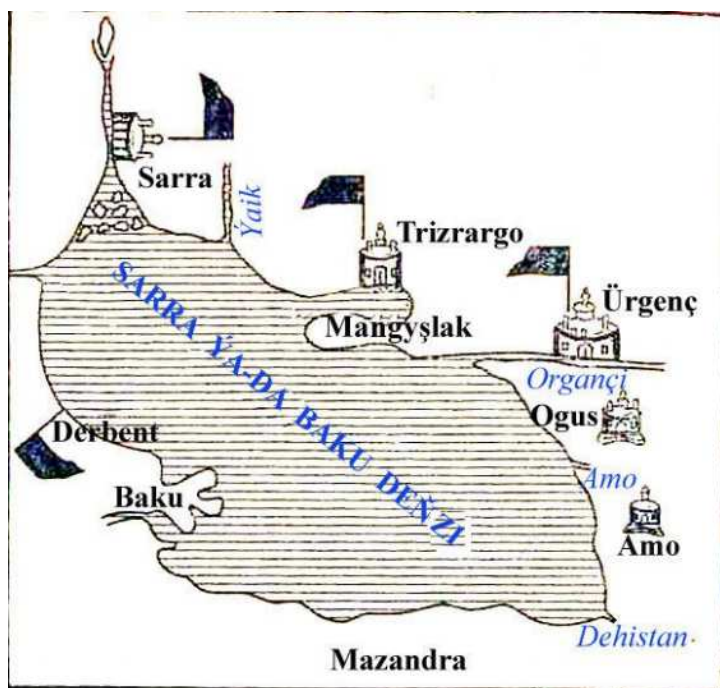 Sarra
Ýaik
Trizrargo
Ürgenç
Mangyşlak
SARRA ÝA-DA BAKU DEŇZI
Organçi
Ogus
Derbent
Amo
Baku
Amo
Dehistan
Mazandra